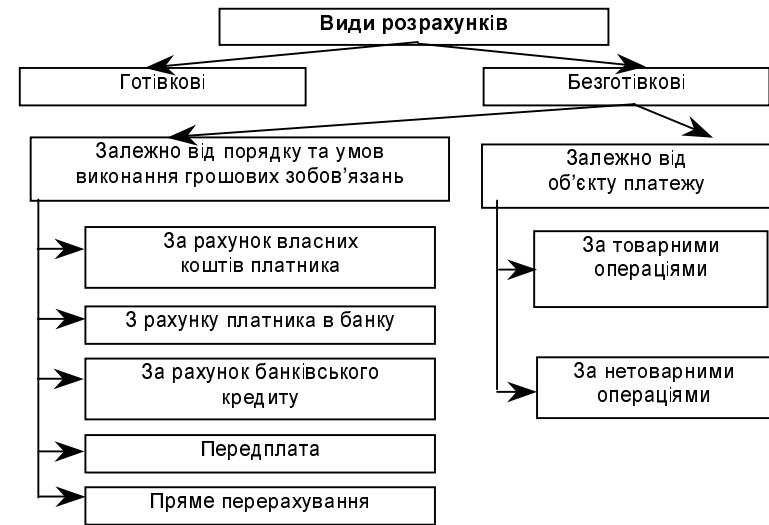 Види розрахунків
Готівкові
Безготівкові
Залежно від порядку та умов
виконання грошових зобов’язань
За рахунок власних
коштів платника
З рахунку платника в банку
За рахунок банківського
кредиту
Передплата
Пряме перерахування
Залежно від
об’єкту платежу
За товарними
операціями
За нетоварними
операціями